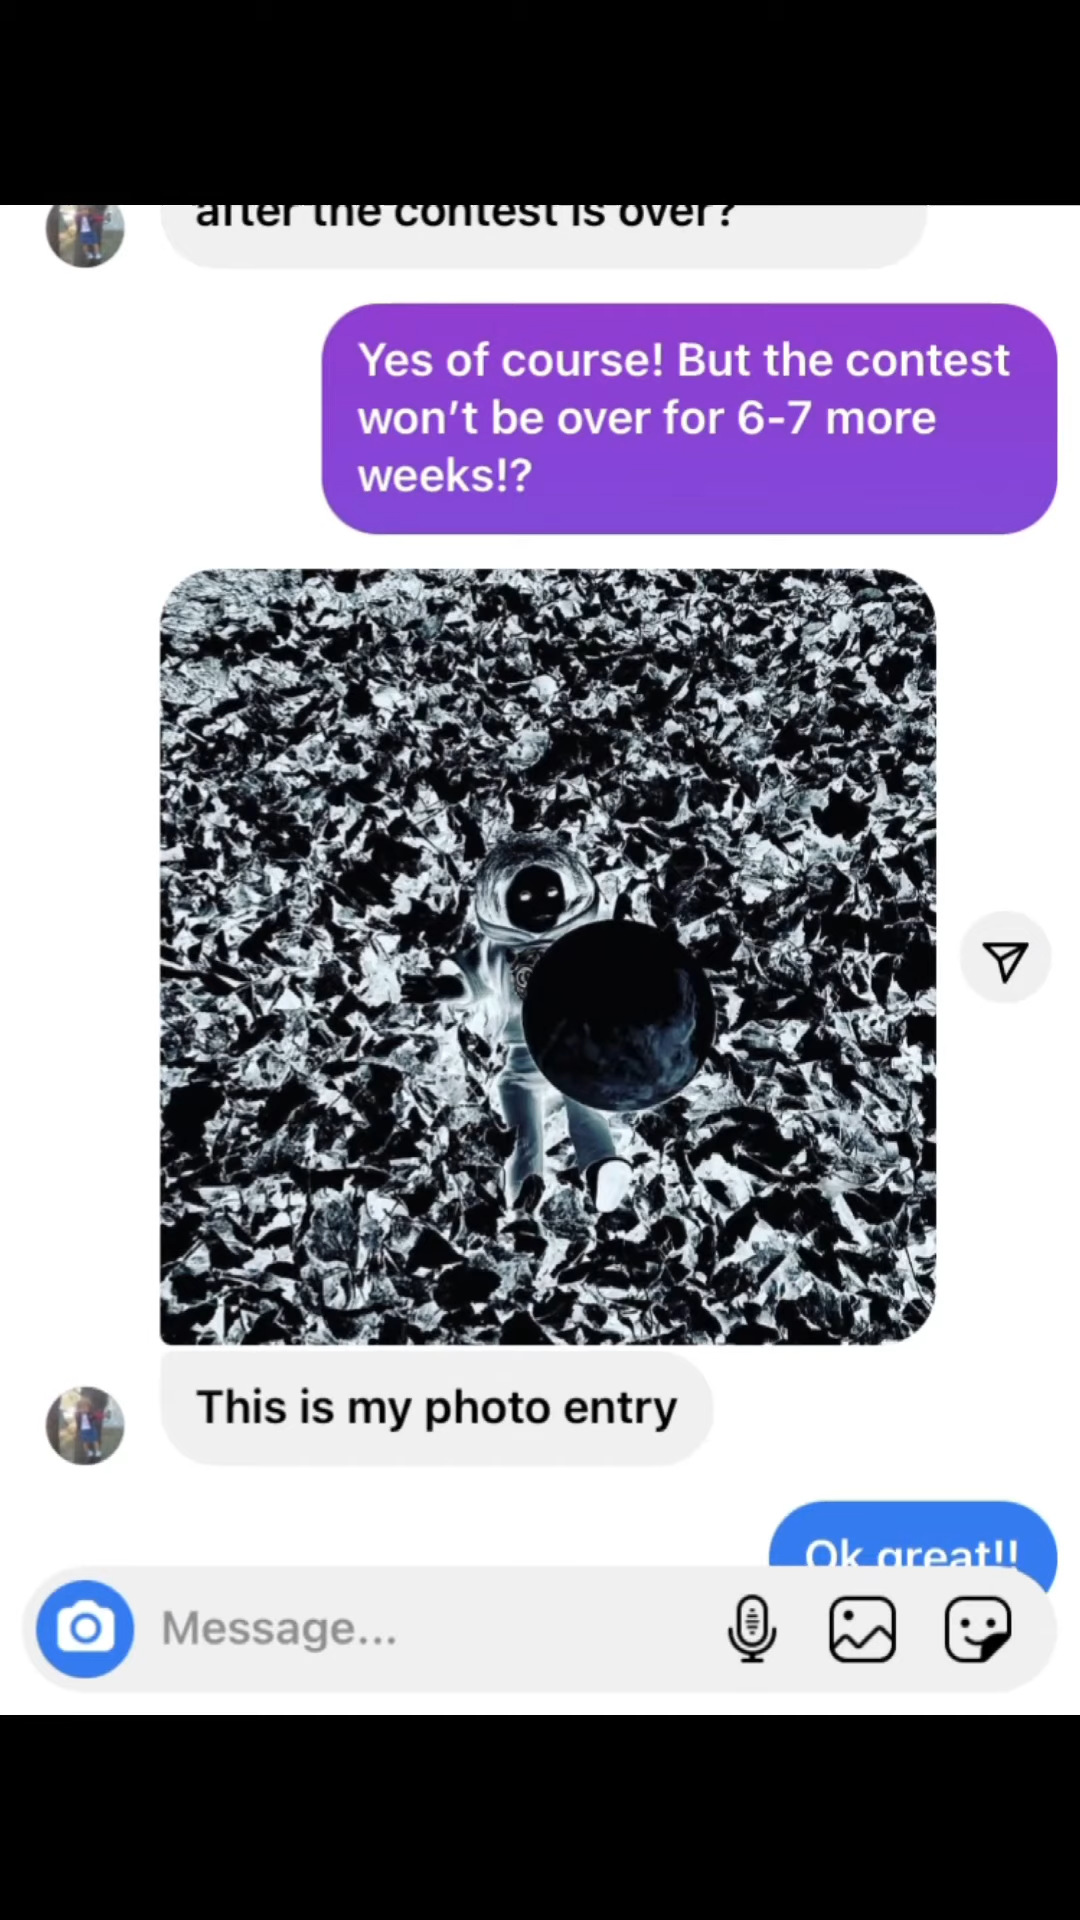 after the contest is over?
Yes of course! But the contest
won't be over for 6-7 more
weeks!?
This is my photo entry
Ok great!!
Message...